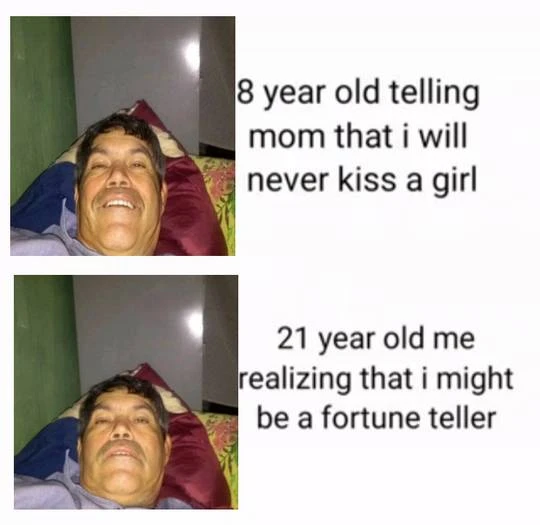 8 year old telling
mom that i will
never kiss a girl
21 year old me
realizing that i might
be a fortune teller